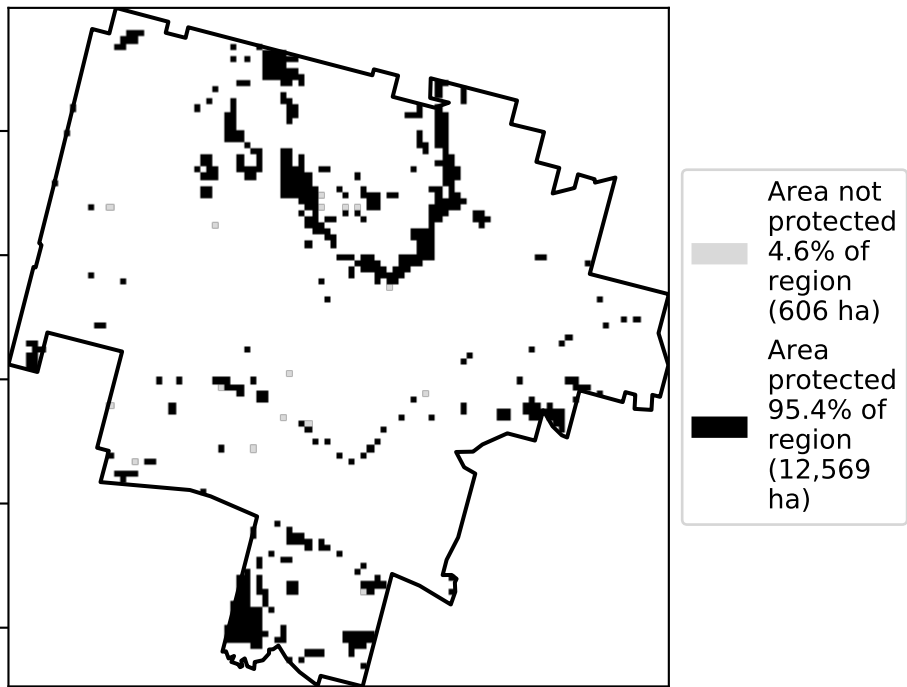 Area not
protected
4.6% of
region
(606 ha)
Area
protected
95.4% of
region
(12,569
ha)